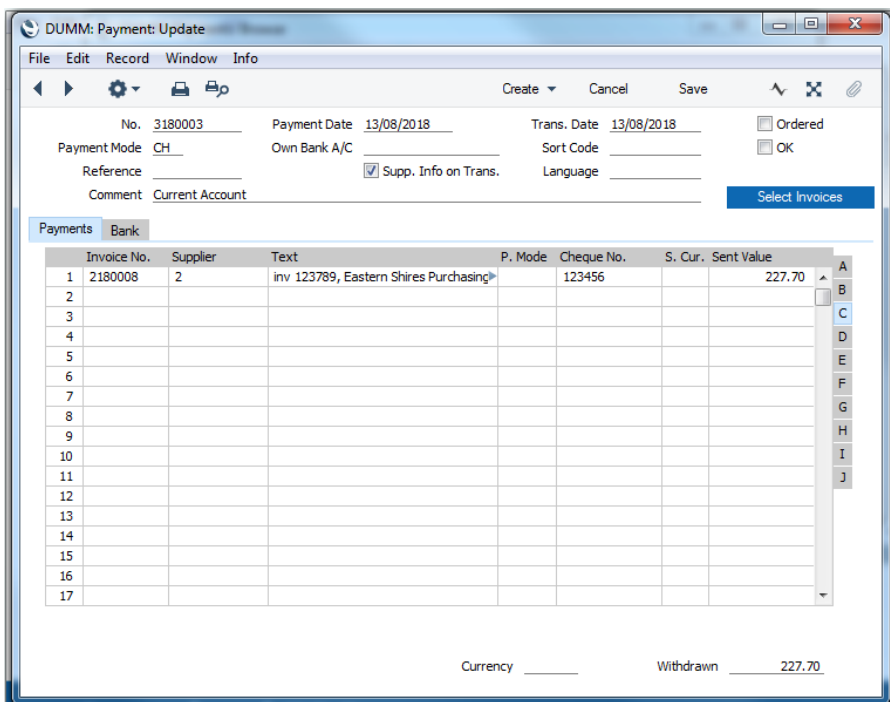 DUMM: Payment: Update
File Edit Record Window Info
Create Cancel Save
No. 3180003 Payment Date 13/08/2018 Trans. Date 13/08/2018 Ordered
Payment Mode CH Own Bank A/C Sort Code OK
Reference Supp. Info on Trans. Language
Comment Current Account Select Invoices
Payments Bank
Invoice No. Supplier Text P. Mode Cheque No. S. Cur. Sent Value
A
1 2180008 2 inv 123789, Eastern Shires Purchasing 123456 227.70
2 B
3 C
4 D
5 E
6 F
7 G
8
9 H
10 I
11 J
12
13
14
15
16
17
Currency Withdrawn 227.70